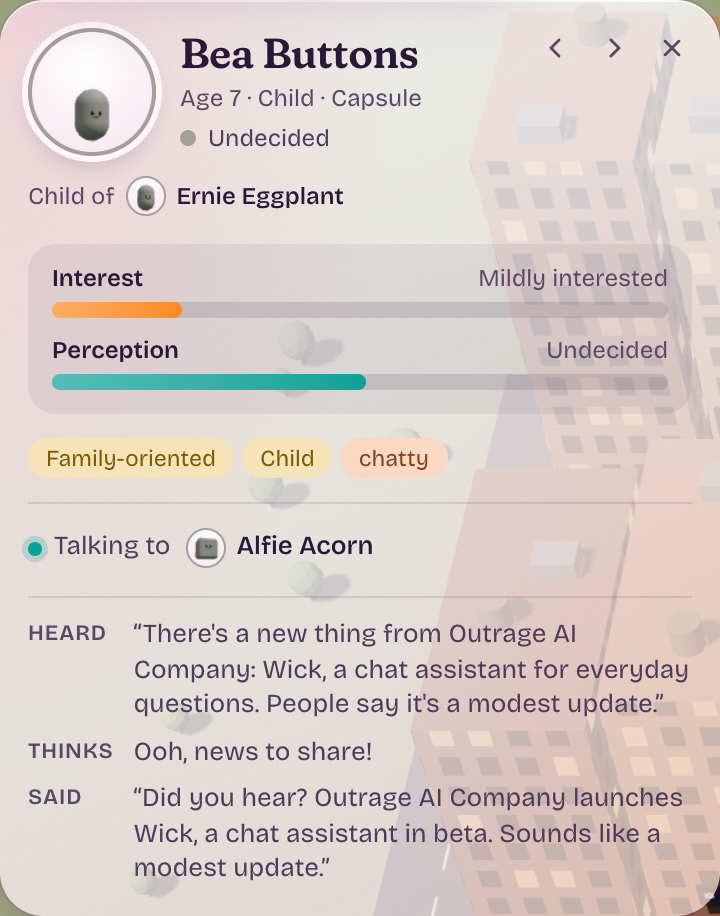 Bea Buttons
Age 7 · Child · Capsule
Undecided
Child of Ernie Eggplant
Interest Mildly interested
Perception Undecided
Family-oriented Child chatty
Talking to Alfie Acorn
HEARD “There's a new thing from Outrage AI
Company: Wick, a chat assistant for everyday
questions. People say it's a modest update.”
THINKS Ooh, news to share!
SAID “Did you hear? Outrage AI Company launches
Wick, a chat assistant in beta. Sounds like a
modest update.”